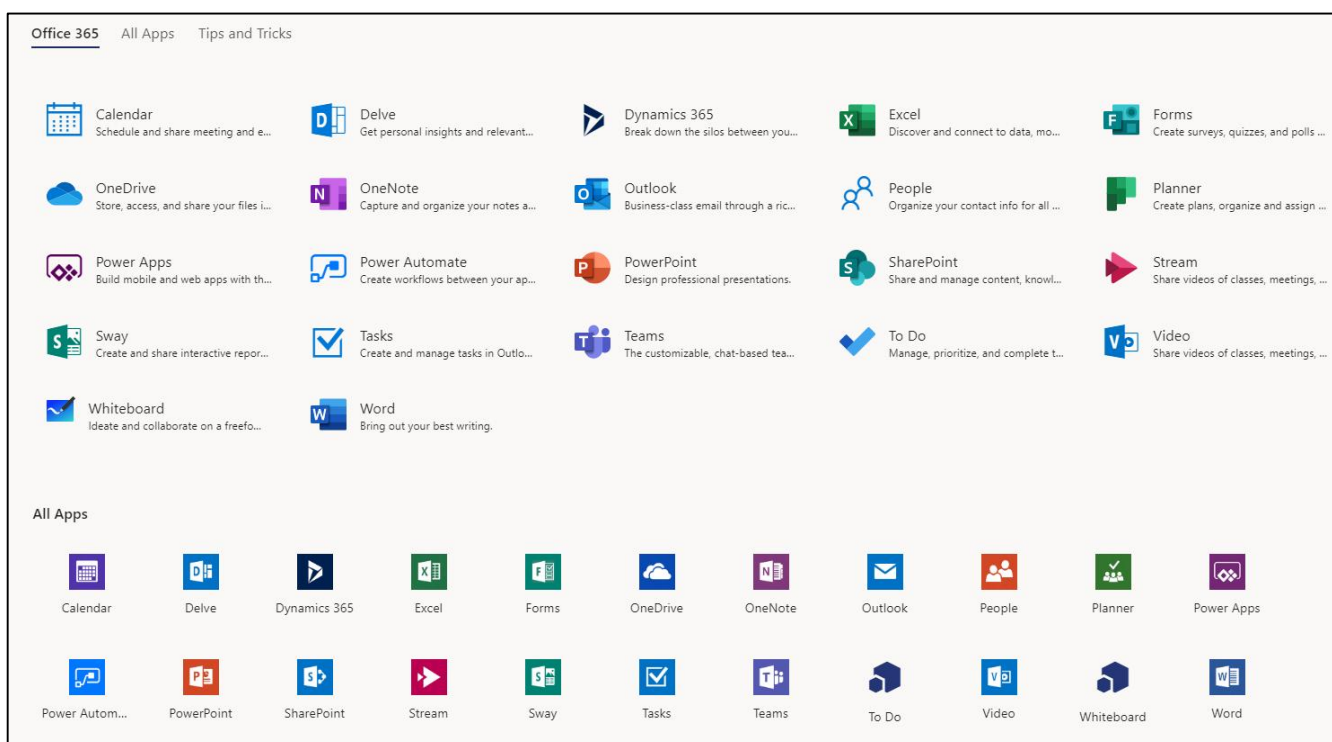 Office 365 All Apps Tips and Tricks
Calendar Delve Dynamics 365 Excel Forms
Schedule and share meeting and e... Get personal insights and relevant... Break down the silos between you... Discover and connect to data, mo... Create surveys, quizzes, and polls ...
OneDrive OneNote Outlook People Planner
Store, access, and share your files i... Capture and organize your notes a... Business-class email through a ric... Organize your contact info for all ... Create plans, organize and assign ...
Power Apps Power Automate PowerPoint SharePoint Stream
Build mobile and web apps with th... Create workflows between your ap... Design professional presentations. Share and manage content, knowl... Share videos of classes, meetings, ...
Sway Tasks Teams To Do Video
Create and share interactive repor... Create and manage tasks in Outlo... The customizable, chat-based tea... Manage, prioritize, and complete t... Share videos of classes, meetings, ...
Whiteboard Word
Ideate and collaborate on a freefo... Bring out your best writing.
All Apps
Calendar Delve Dynamics 365 Excel Forms OneDrive OneNote Outlook People Planner Power Apps
Power Autom... PowerPoint SharePoint Stream Sway Tasks Teams To Do Video Whiteboard Word